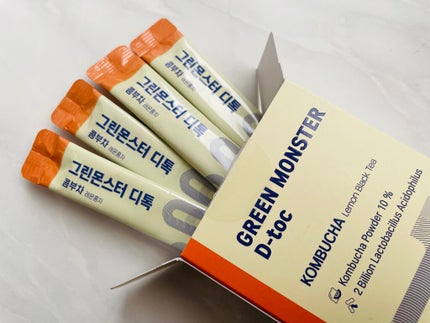 그린몬스터 디톡
콤부차 레몬홍차
그린몬스터 디톡
콤부차 레몬홍차
그린몬스터 디톡
콤부차 레몬홍차
그린몬스터 디톡
콤부차 레몬홍차
GREEN MONSTER
D-toc
KOMBUCHA Lemon Black Tea
Kombucha Powder 10 %
2 Billion Lactobacillus Acidophilus